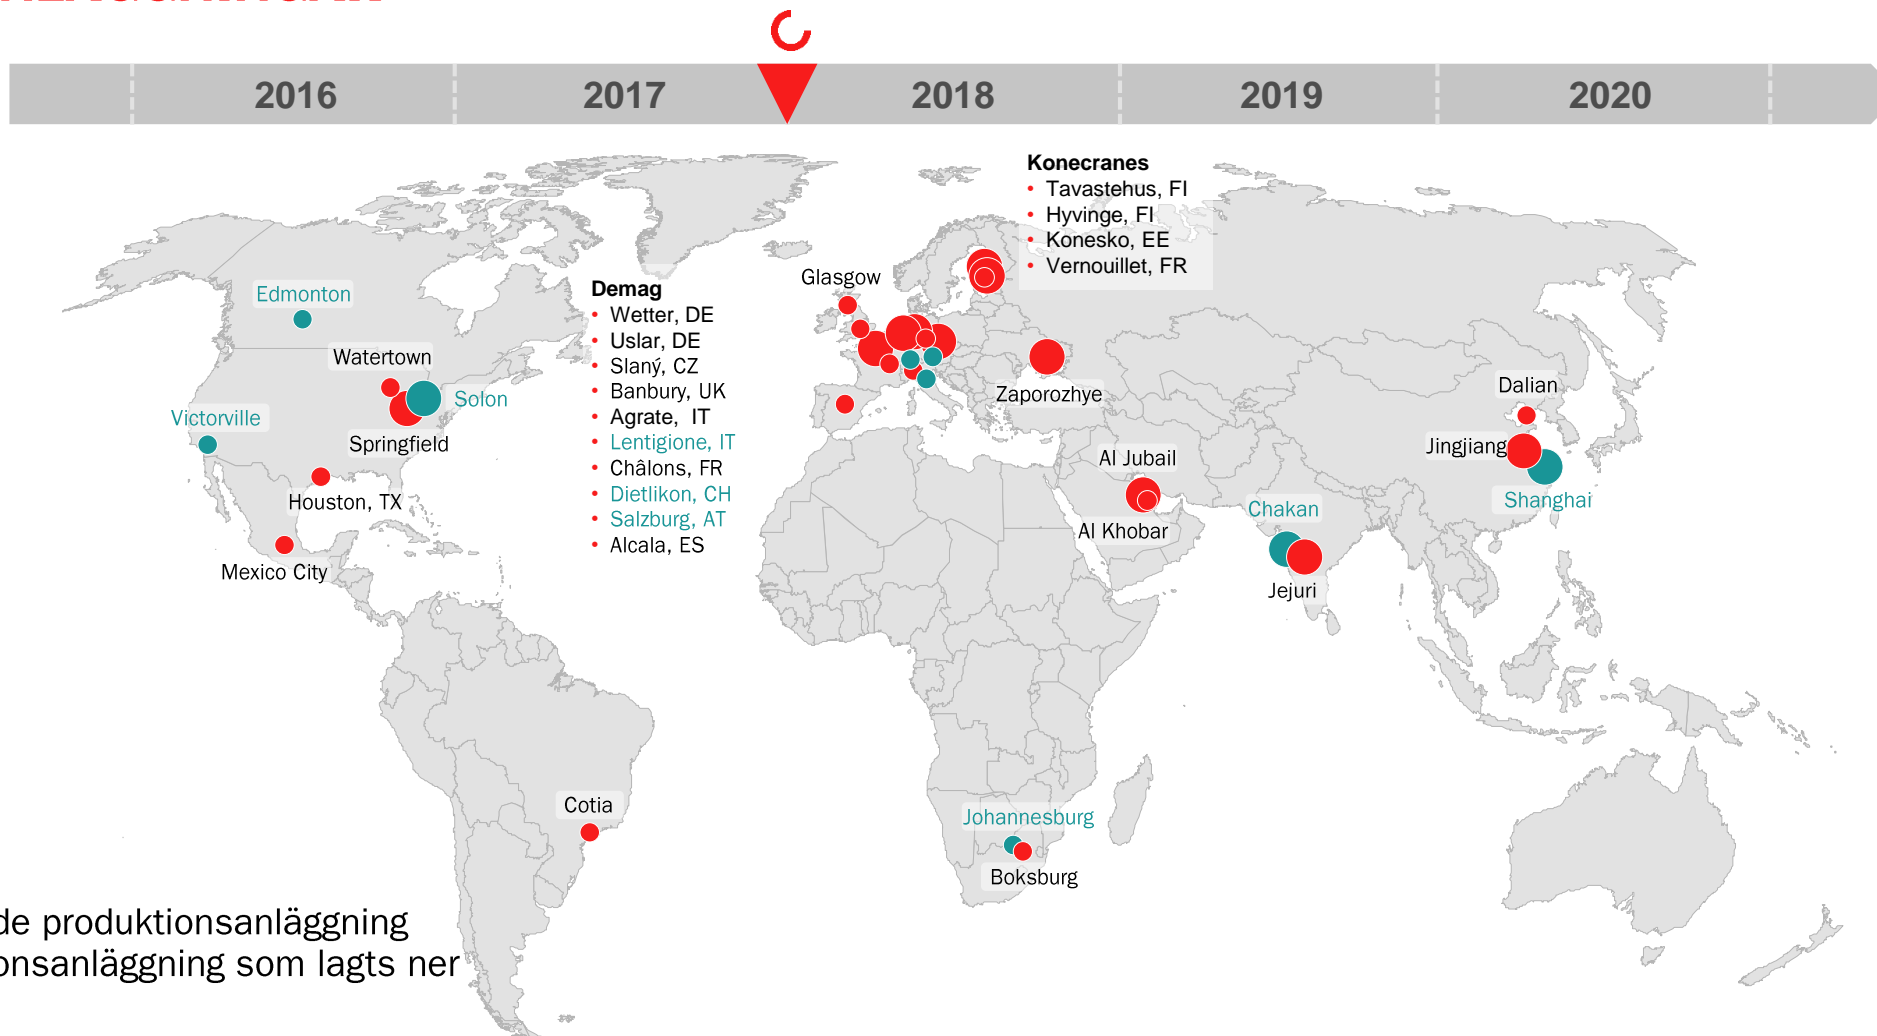 2016 2017 2018 2019 2020
Konecranes
• Tavastehus, FI
• Hyvinge, FI
• Konesko, EE
• Vernouillet, FR
Glasgow
Demag
• Wetter, DE
• Uslar, DE
• Slaný, CZ
• Banbury, UK
• Agrate, IT
• Lentigione, IT
• Châlons, FR
• Dietlikon, CH
• Salzburg, AT
• Alcala, ES
Edmonton
Watertown
Solon
Victorville
Springfield
Houston, TX
Mexico City
Zaporozhye
Dalian
Jingjiang
Shanghai
Al Jubail
Al Khobar
Chakan
Jejuri
Cotia
Johannesburg
Boksburg
de produktionsanläggning
onsanläggning som lagts ner